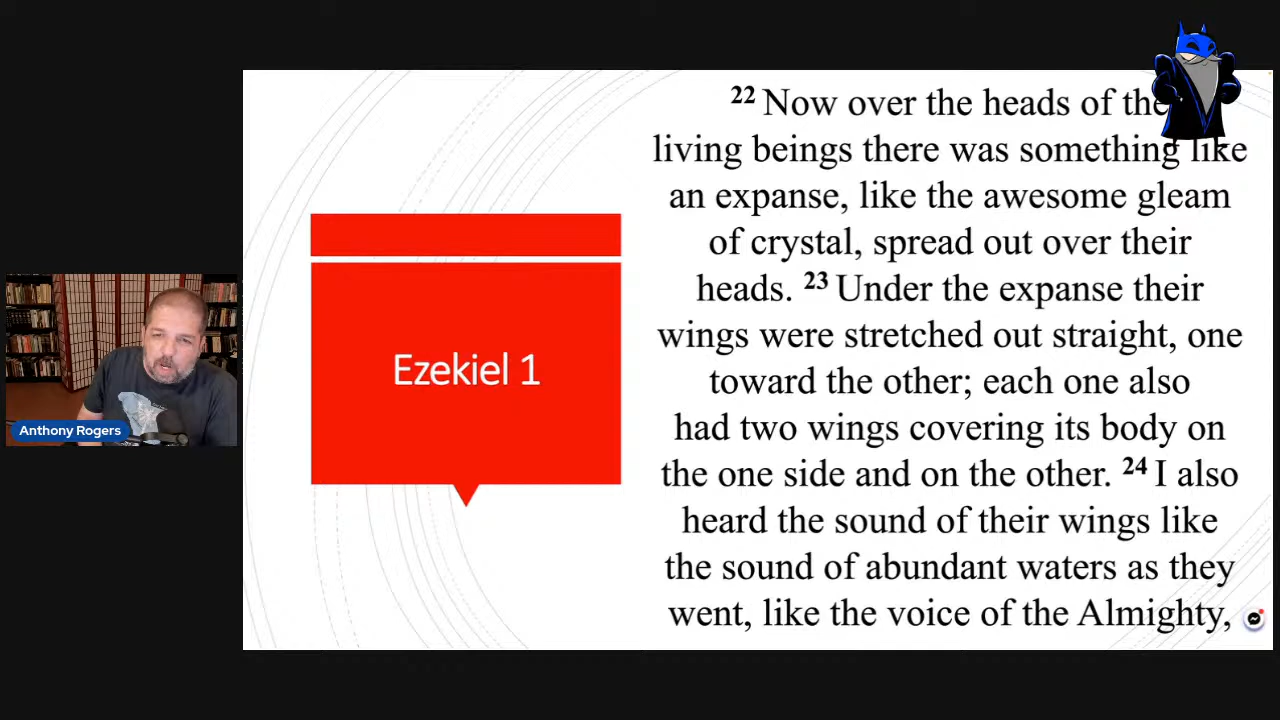 22 Now over the heads of the
living beings there was something like
an expanse, like the awesome gleam
of crystal, spread out over their
heads. 23 Under the expanse their
wings were stretched out straight, one
toward the other; each one also
had two wings covering its body on
the one side and on the other. 24 I also
heard the sound of their wings like
the sound of abundant waters as they
went, like the voice of the Almighty,
Ezekiel 1
Anthony Rogers